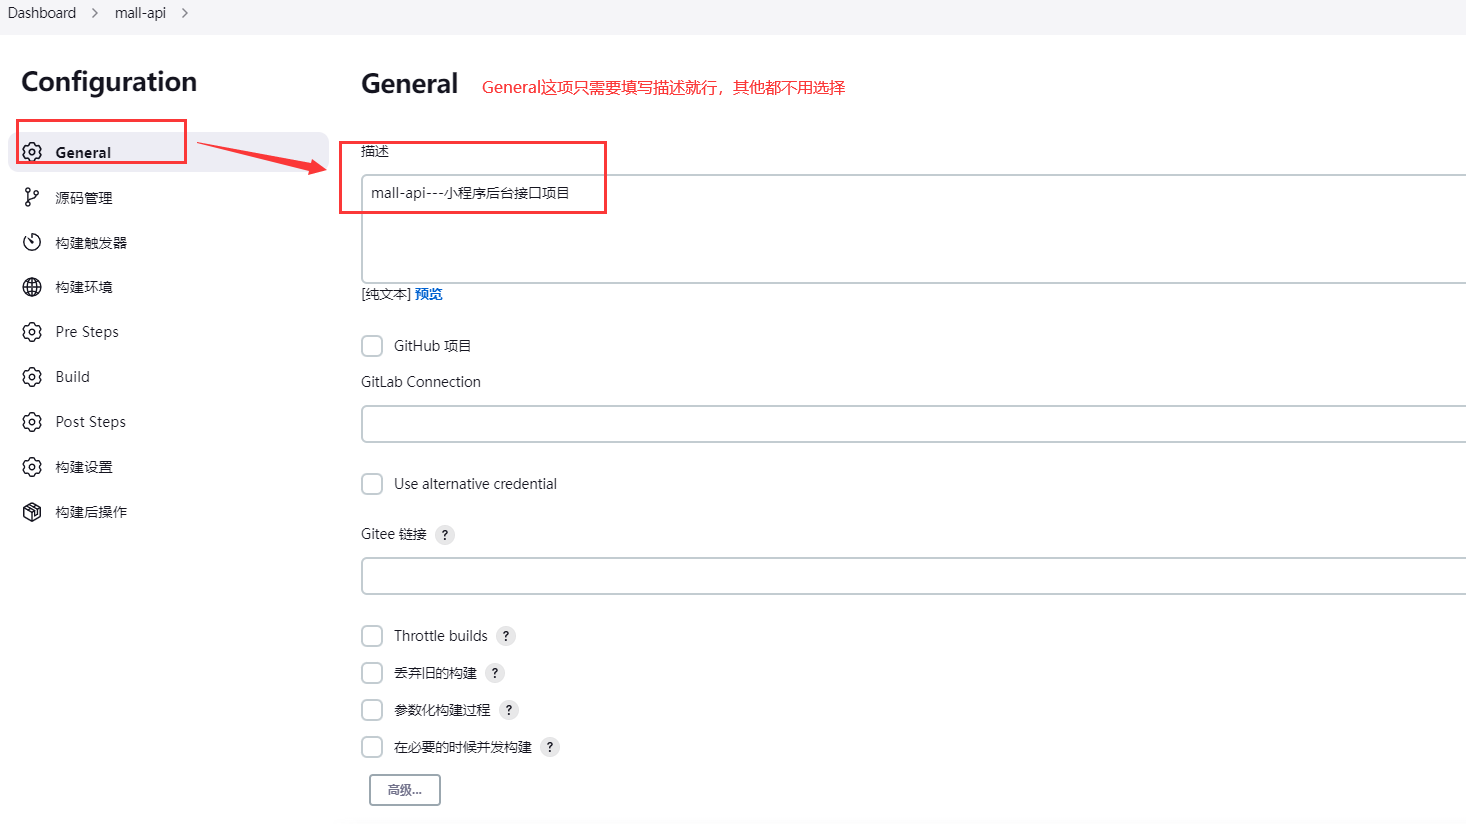 Dashboard > mall-api >
Configuration
General
源码管理
构建触发器
构建环境
Pre Steps
Build
Post Steps
构建设置
构建后操作
General
General这项只需要填写描述就行，其他都不用选择
描述
mall-api---小程序后台接口项目
[纯文本] 预览
GitHub 项目
GitLab Connection
Use alternative credential
Gitee 链接 ?
Throttle builds ?
丢弃旧的构建 ?
参数化构建过程 ?
在必要的时候并发构建 ?
高级...